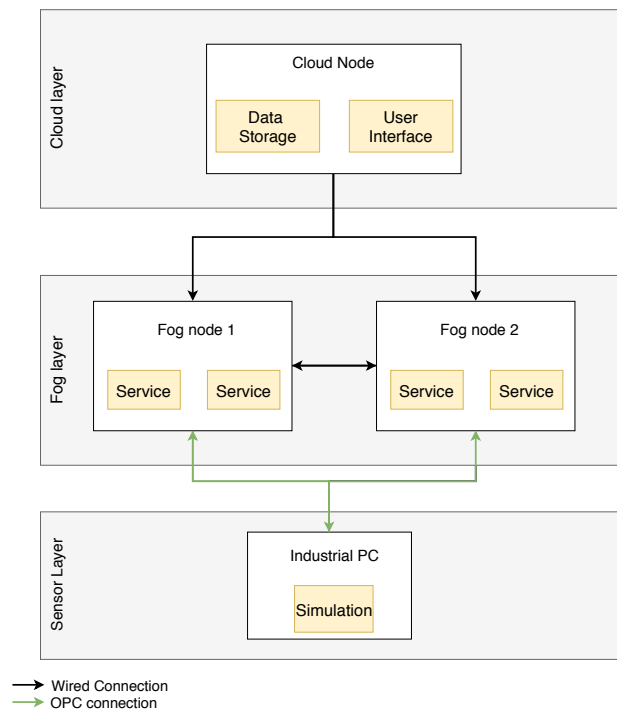 Cloud layer
Cloud Node
Data
Storage
User
Interface
Fog layer
Fog node 1
Service
Service
Fog node 2
Service
Service
Sensor Layer
Industrial PC
Simulation
Wired Connection
OPC connection